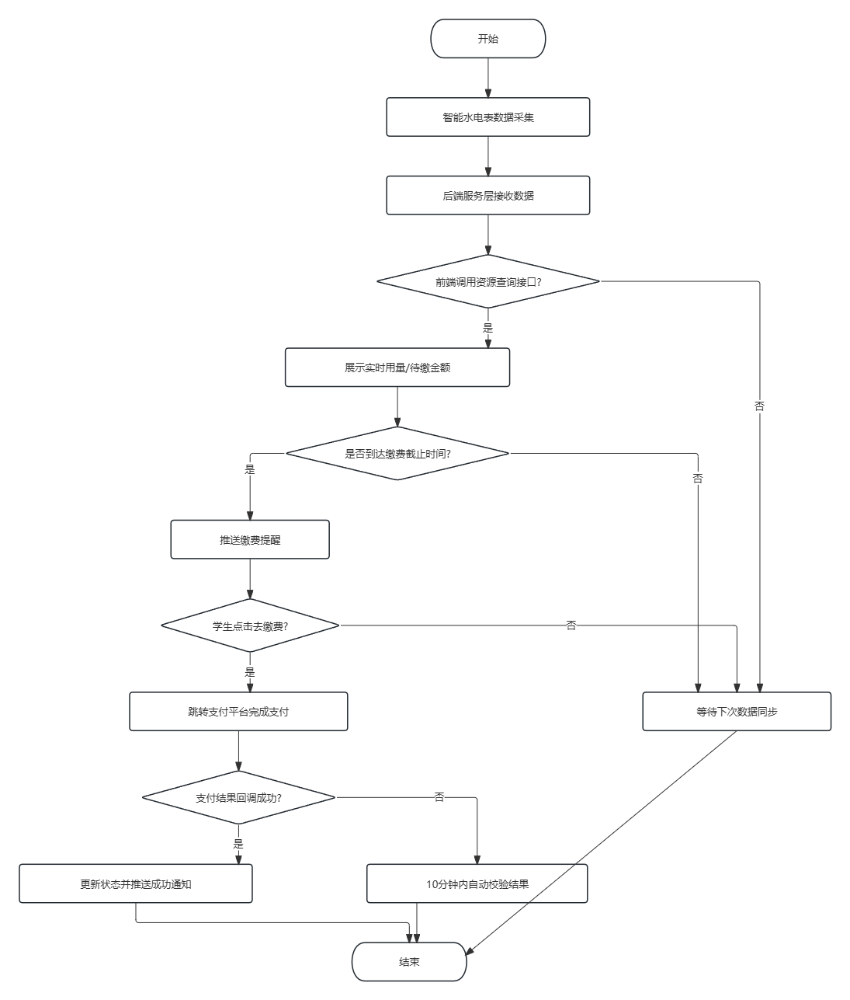 开始
智能水电表数据采集
后端服务层接收数据
前端调用资源查询接口?
是
否
展示实时用量/待缴金额
是否到达缴费截止时间?
是
否
推送缴费提醒
学生点击去缴费?
否
是
跳转支付平台完成支付
等待下次数据同步
支付结果回调成功?
否
是
更新状态并推送成功通知
10分钟内自动校验结果
结束